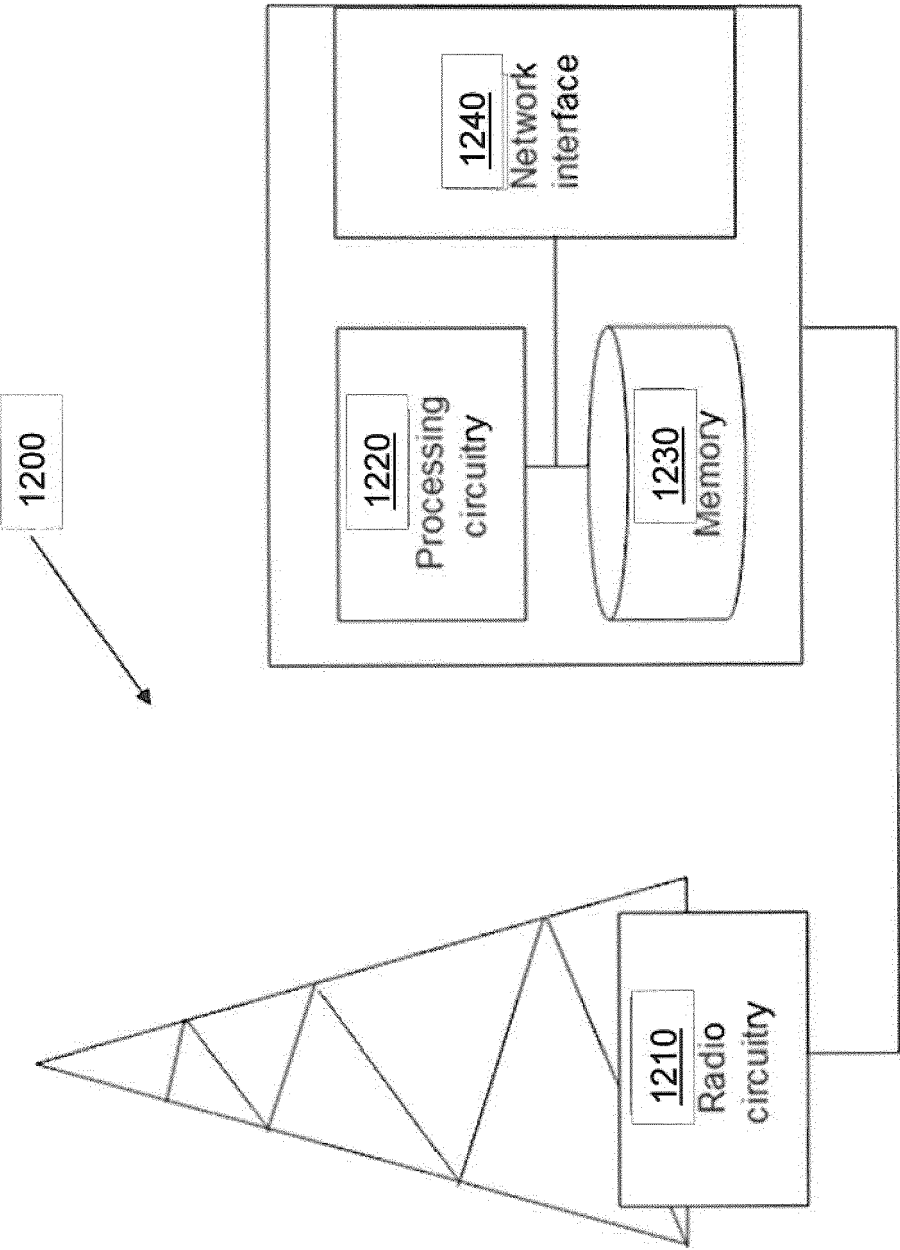 1200
1210
Radio
circuitry
1220
Processing
circuitry
1230
Memory
1240
Network
interface